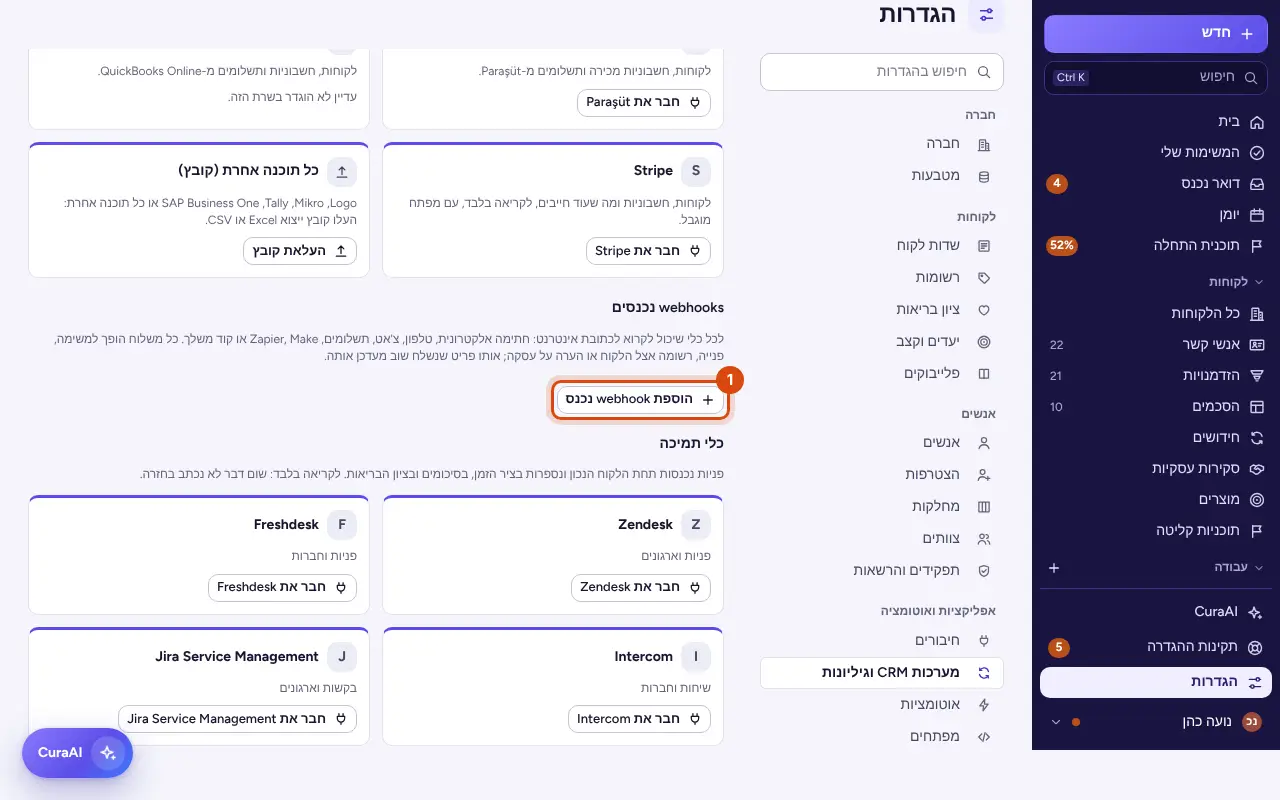 חדש
חיפוש
Ctrl K
בית
המשימות שלי
דואר נכנס
4
יומן
תוכנית התחלה
52%
לקוחות
כל הלקוחות
אנשי קשר
22
הזדמנויות
21
הסכמים
10
חידושים
סקירות עסקיות
מוצרים
תוכניות קליטה
עבודה
CuraAI
תקינות ההגדרה
5
הגדרות
נכ
נועה כהן
הגדרות
חיפוש בהגדרות
חברה
חברה
מטבעות
לקוחות
שדות לקוח
רשומות
ציון בריאות
יעדים וקצב
פלייבוקים
אנשים
אנשים
הצטרפות
מחלקות
צוותים
תפקידים והרשאות
אפליקציות ואוטומציה
חיבורים
מערכות CRM וגיליונות
אוטומציות
מפתחים
לקוחות, חשבוניות מכירה ותשלומים מ-Paraşüt.
חבר את Paraşüt
לקוחות, חשבוניות ותשלומים מ-QuickBooks Online.
עדיין לא הוגדר בשרת הזה.
S
Stripe
לקוחות, חשבוניות ומה שעוד חייבים, לקריאה בלבד, עם מפתח
מוגבל.
חבר את Stripe
כל תוכנה אחרת (קובץ)
Logo, Mikro, Tally, SAP Business One או כל תוכנה אחרת:
העלו קובץ ייצוא Excel או CSV.
העלאת קובץ
webhooks נכנסים
לכל כלי שיכול לקרוא לכתובת אינטרנט: חתימה אלקטרונית, טלפון, צ'אט, תשלומים, Zapier, Make או קוד משלך. כל משלוח הופך למשימה,
פנייה, רשומה אצל הלקוח או הערה על עסקה; אותו פריט שנשלח שוב מעדכן אותה.
1
הוספת webhook נכנס
כלי תמיכה
פניות נכנסות תחת הלקוח הנכון ונספרות בציר הזמן, בסיכומים ובציון הבריאות. לקריאה בלבד: שום דבר לא נכתב בחזרה.
Z
Zendesk
פניות וארגונים
חבר את Zendesk
F
Freshdesk
פניות וחברות
חבר את Freshdesk
I
Intercom
שיחות וחברות
חבר את Intercom
J
Jira Service Management
בקשות וארגונים
חבר את Jira Service Management
CuraAI